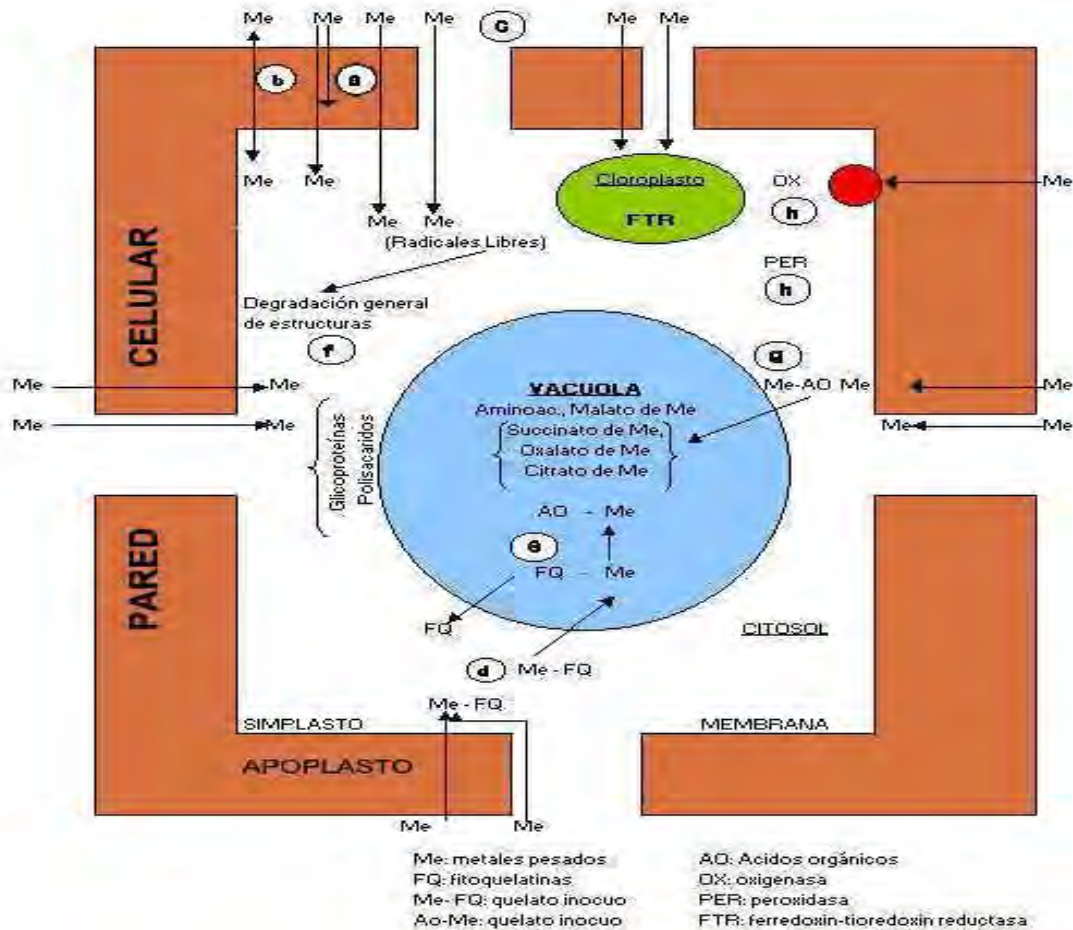 Me Me Me Me G Me Me
b a
Me Me
Cloroplasto
FTR
OX
h
Me
Me Me
(Radicales Libres)
PER
h
Degradación general
de estructuras
f
CELULAR
g
Me Me
Me-AO Me
Me
Me Me
Me Me
VACUOLA
Aminoac., Malato de Me
Succinato de Me,
Oxalato de Me
Citrato de Me
Glicoproteínas
Polisacaridos
AO - Me
e
FQ - Me
PARED
FQ
CITOSOL
d Me - FQ
Me - FQ
SIMPLASTO
MEMBRANA
APOPLASTO
Me Me
Me: metales pesados
FQ: fitoquelatinas
Me- FQ: quelato inocuo
Ao-Me: quelato inocuo
AO: Acidos orgánicos
OX: oxigenasa
PER: peroxidasa
FTR: ferredoxin-tioredoxin reductasa